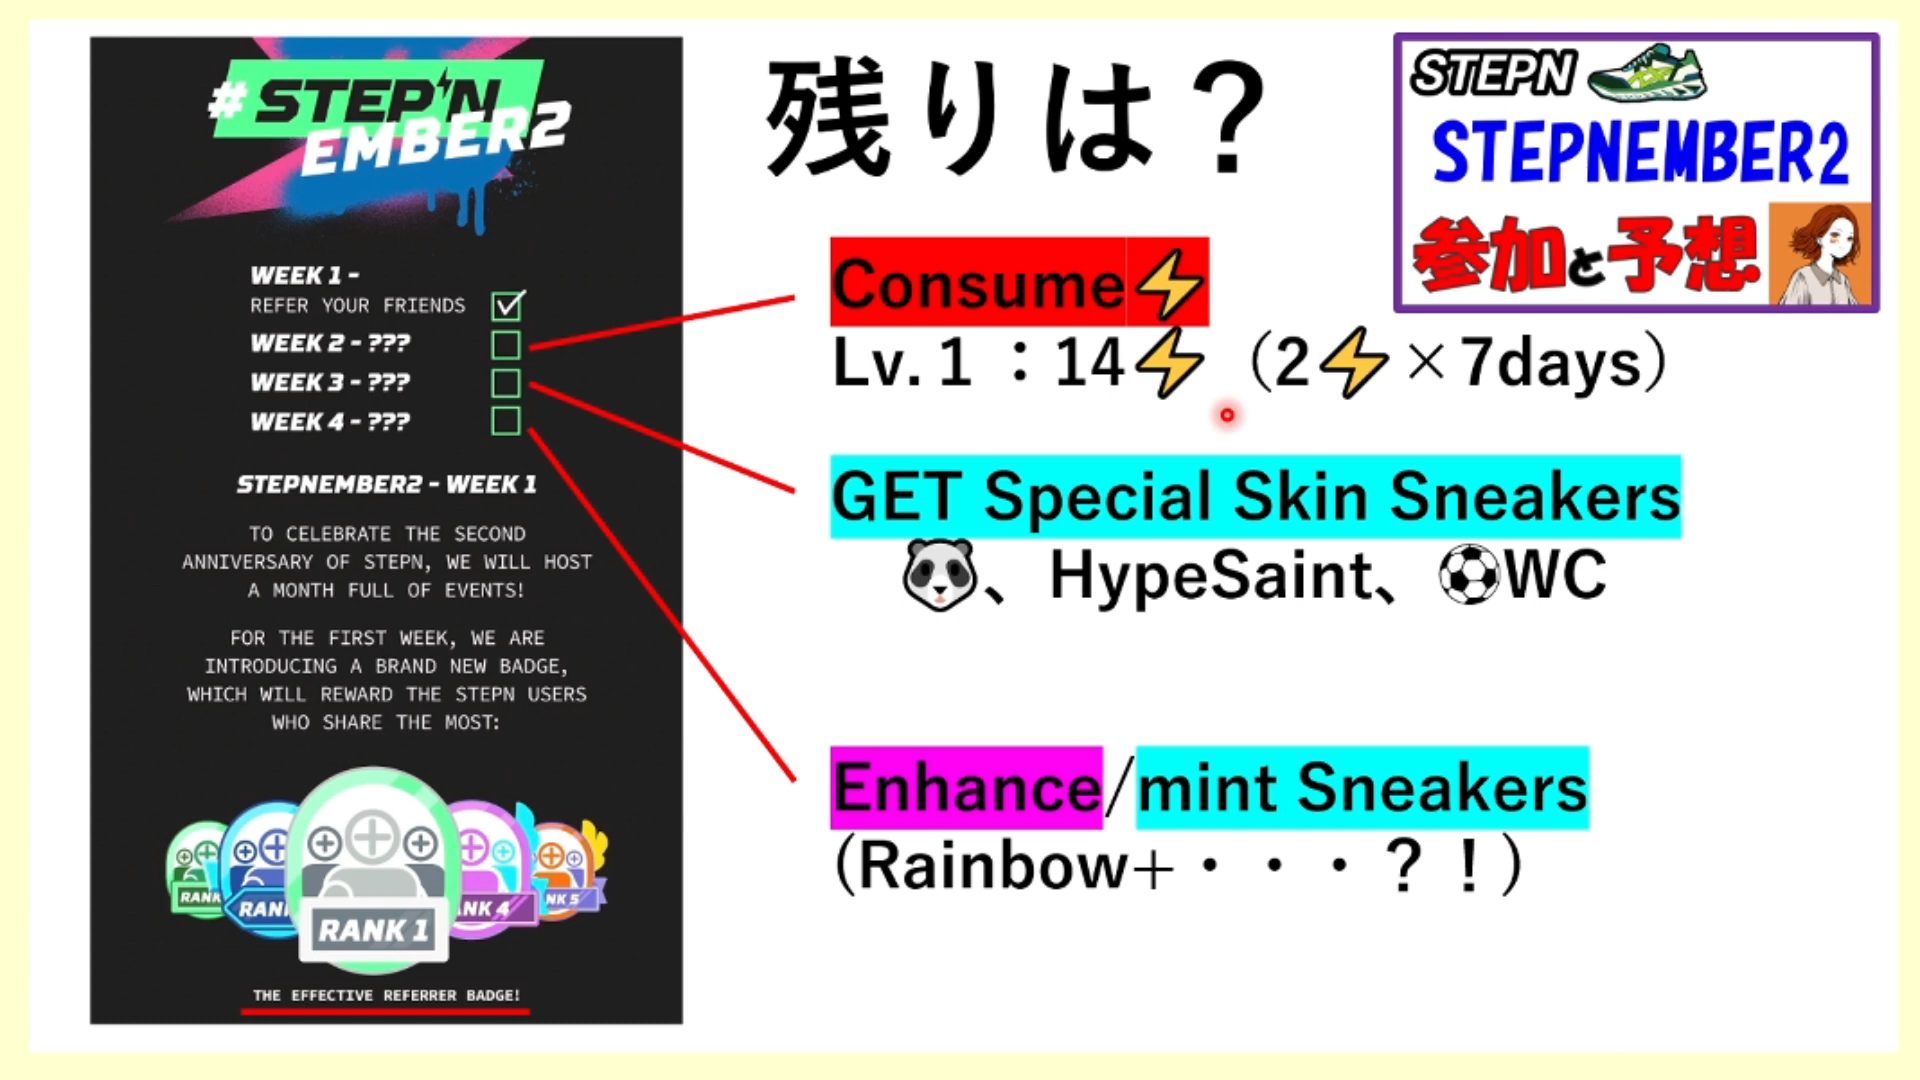 # STEP'N
EMBER2
WEEK 1 -
REFER YOUR FRIENDS
WEEK 2 - ???
WEEK 3 - ???
WEEK 4 - ???
STEPNEMBER2 - WEEK 1
TO CELEBRATE THE SECOND
ANNIVERSARY OF STEPN, WE WILL HOST
A MONTH FULL OF EVENTS!
FOR THE FIRST WEEK, WE ARE
INTRODUCING A BRAND NEW BADGE,
WHICH WILL REWARD THE STEPN USERS
WHO SHARE THE MOST:
RANK
RAN
RANK 1
NK 4
NK 5
THE EFFECTIVE REFERRER BADGE!
残りは？
Consume⚡
Lv.1：14⚡（2⚡×7days）
GET Special Skin Sneakers
🐼、HypeSaint、⚽WC
Enhance/mint Sneakers
(Rainbow+・・・？！)
STEPN
STEPNEMBER2
参加と予想